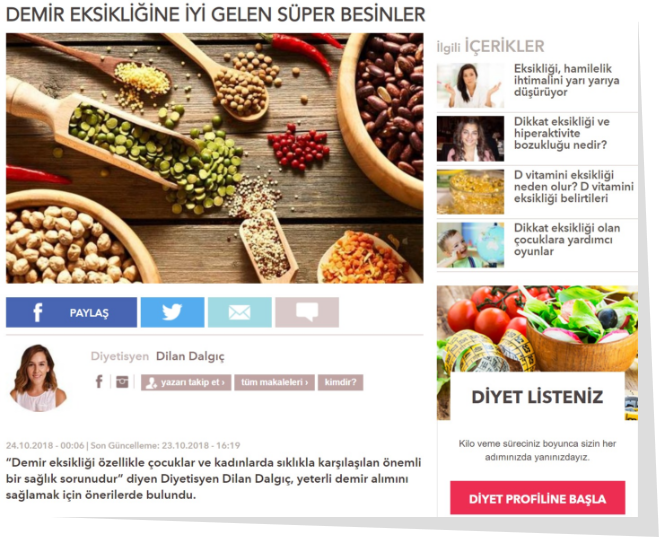 DEMİR EKSİKLİĞİNE İYİ GELEN SÜPER BESİNLER
PAYLAŞ
Diyetisyen Dilan Dalgıç
yazarı takip et ›
tüm makaleleri ›
kimdir?
24.10.2018 - 00:06 | Son Güncelleme: 23.10.2018 - 16:19
“Demir eksikliği özellikle çocuklar ve kadınlarda sıklıkla karşılaşılan önemli
bir sağlık sorunudur” diyen Diyetisyen Dilan Dalgıç, yeterli demir alımını
sağlamak için önerilerde bulundu.
İlgili İÇERİKLER
Eksikliği, hamilelik
ihtimalini yarı yarıya
düşürüyor
Dikkat eksikliği ve
hiperaktivite
bozukluğu nedir?
D vitamini eksikliği
neden olur? D vitamini
eksikliği belirtileri
Dikkat eksikliği olan
çocuklara yardımcı
oyunlar
DİYET LİSTENİZ
Kilo veme süreciniz boyunca sizin her
adımınızda yanınızdayız.
DİYET PROFİLİNE BAŞLA